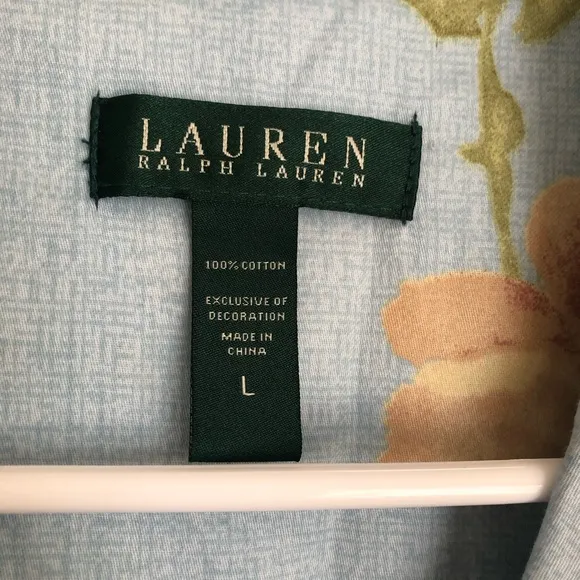 LAUREN
RALPH LAUREN
100% COTTON
EXCLUSIVE OF
DECORATION
MADE IN
CHINA
L